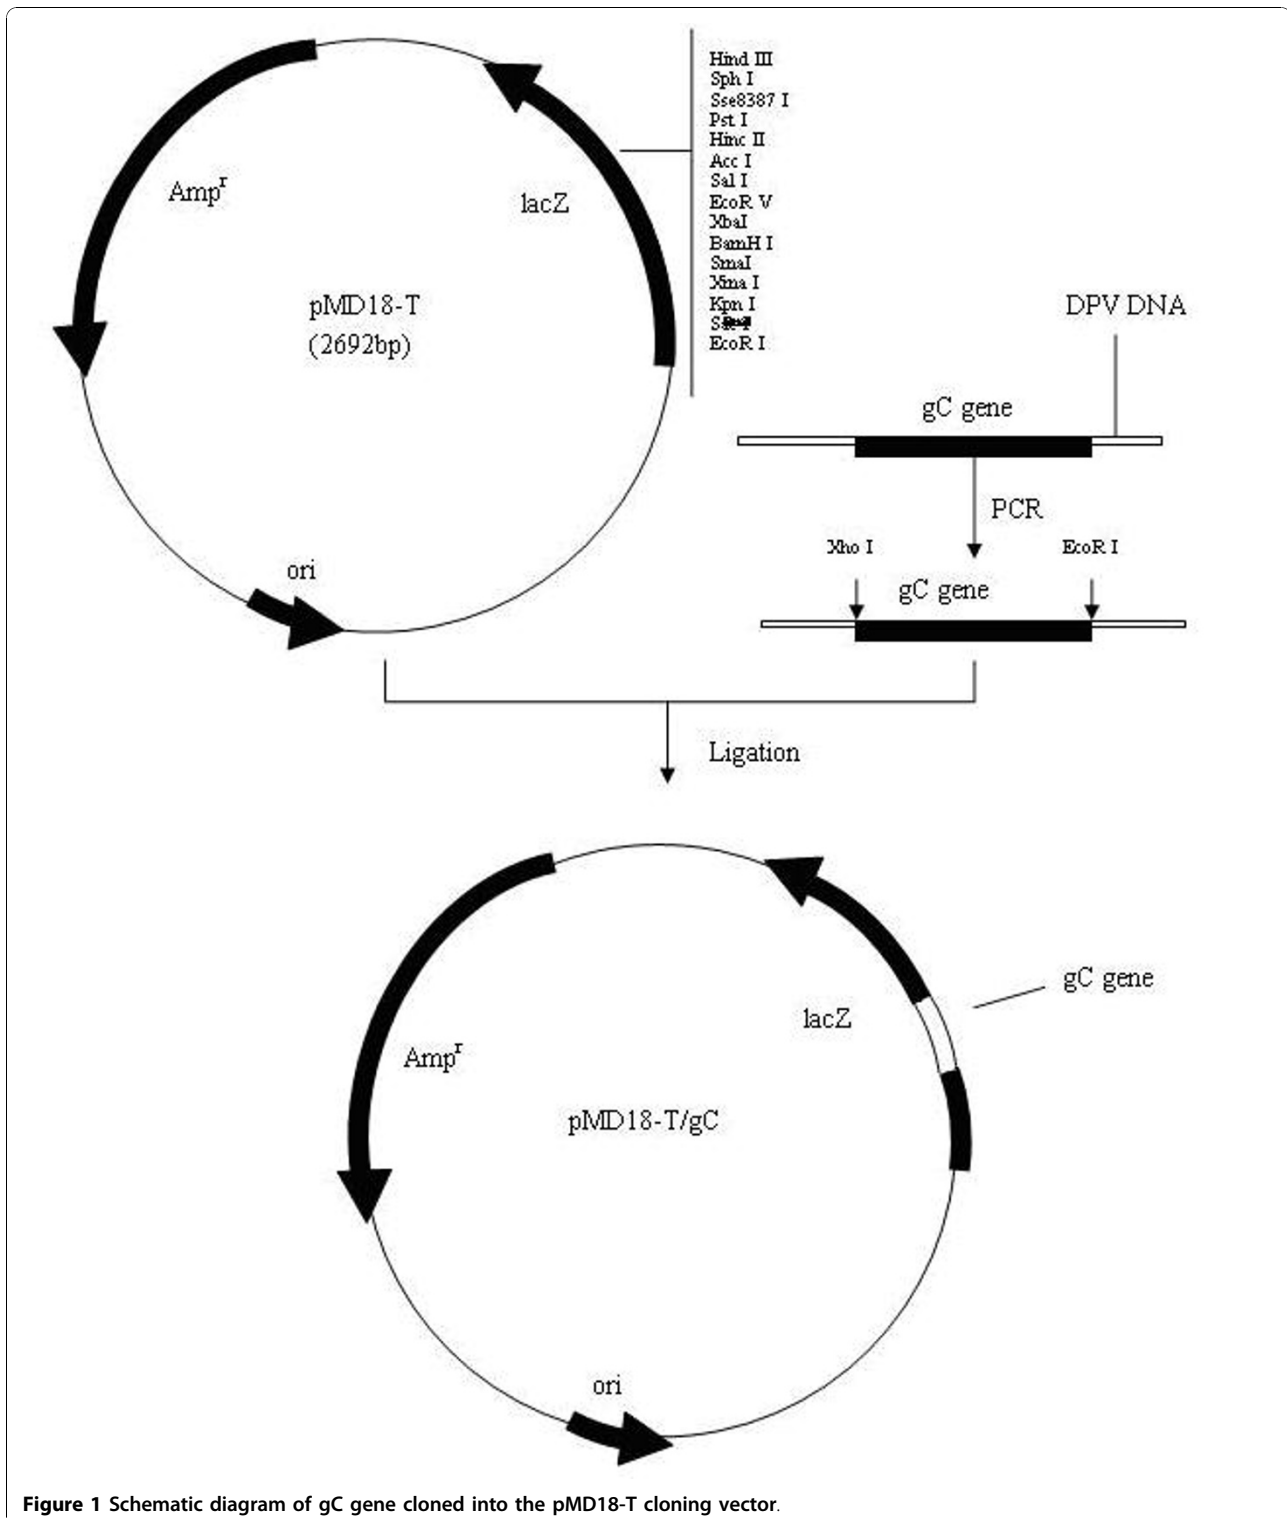 Hind III
Sph I
Sse8387 I
Pst I
Hinc II
Acc I
Sal I
EcoR V
XbaI
BamH I
SmaI
Xma I
Kpn I
EcoR I
Amp^r
lacZ
pMD18-T
(2692bp)
ori
DPV DNA
gC gene
PCR
Xho I
EcoR I
gC gene
Ligation
Amp^r
lacZ
gC gene
pMD18-T/gC
ori
Figure 1 Schematic diagram of gC gene cloned into the pMD18-T cloning vector.